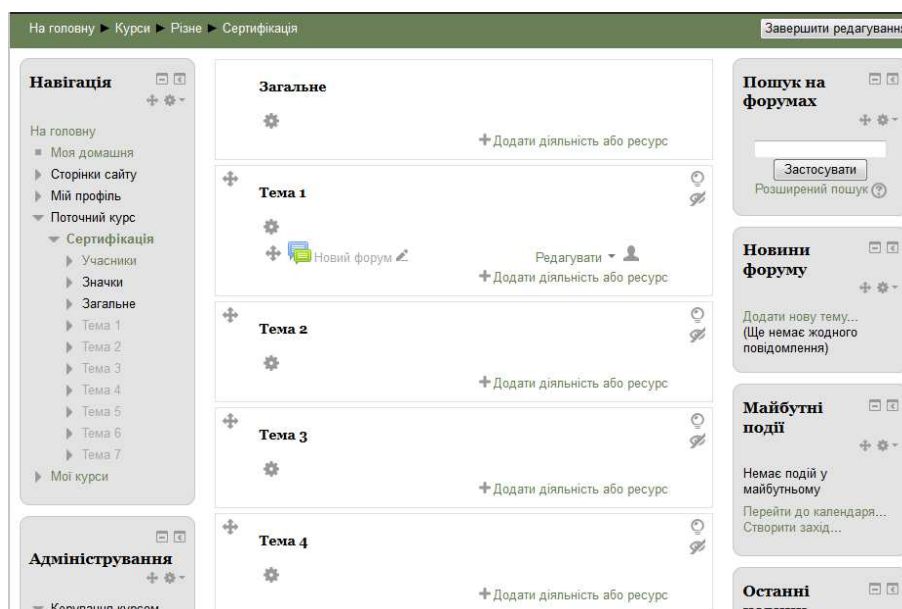 На головну ► Курси ► Різне ► Сертифікація
Завершити редагування
Навігація
На головну
Моя домашня
Сторінки сайту
Мій профіль
Поточний курс
Сертифікація
Учасники
Значки
Загальне
Тема 1
Тема 2
Тема 3
Тема 4
Тема 5
Тема 6
Тема 7
Мої курси
Адміністрування
Керування курсом
Загальне
Додати діяльність або ресурс
Тема 1
Новий форум
Редагувати
Додати діяльність або ресурс
Тема 2
Додати діяльність або ресурс
Тема 3
Додати діяльність або ресурс
Тема 4
Додати діяльність або ресурс
Пошук на
форумах
Застосувати
Розширений пошук
Новини
форуму
Додати нову тему...
(Ще немає жодного
повідомлення)
Майбутні
події
Немає подій у
майбутньому
Перейти до календаря...
Створити захід...
Останні